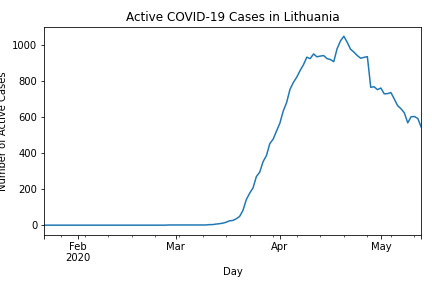 Active COVID-19 Cases in Lithuania
Number of Active Cases
1000
800
600
400
200
0
Feb
2020
Mar
Apr
May
Day